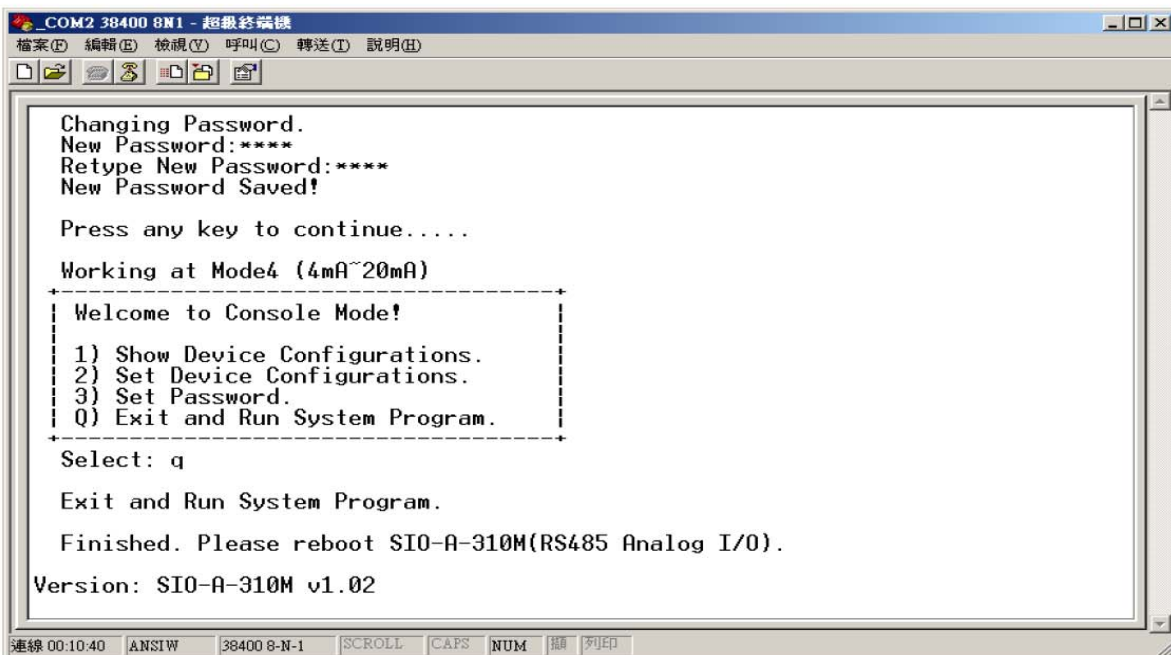 _COM2 38400 8N1 - 超級終端機
檔案(F) 編輯(E) 檢視(V) 呼叫(C) 轉送(T) 說明(H)
Changing Password.
New Password:****
Retype New Password:****
New Password Saved!
Press any key to continue.....
Working at Mode4 (4mA~20mA)
Welcome to Console Mode!
1) Show Device Configurations.
2) Set Device Configurations.
3) Set Password.
Q) Exit and Run System Program.
Select: q
Exit and Run System Program.
Finished. Please reboot SIO-A-310M(RS485 Analog I/O).
Version: SIO-A-310M v1.02
連線 00:10:40 ANSIW 38400 8-N-1 SCROLL CAPS NUM 擷 列印